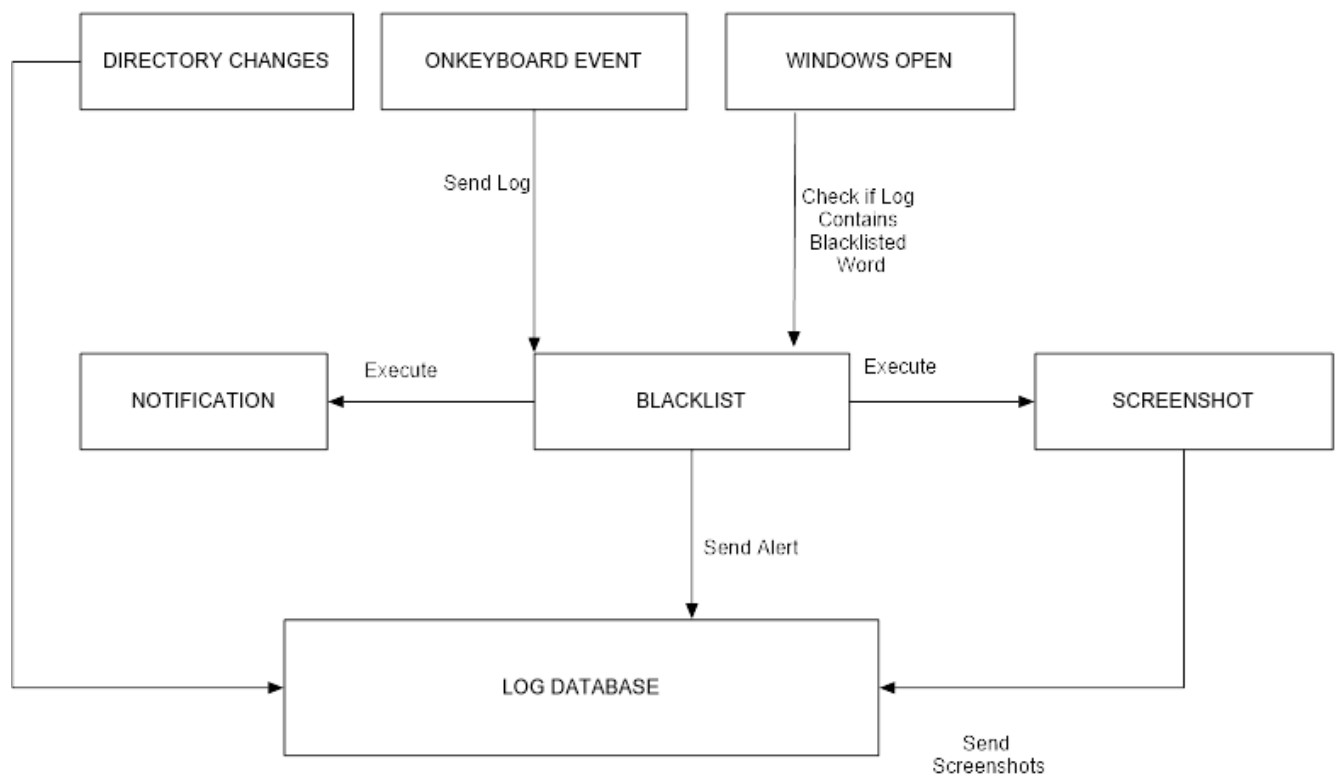 DIRECTORY CHANGES
ONKEYBOARD EVENT
WINDOWS OPEN
Send Log
Check if Log
Contains
Blacklisted
Word
Execute
Execute
NOTIFICATION
BLACKLIST
SCREENSHOT
Send Alert
LOG DATABASE
Send
Screenshots